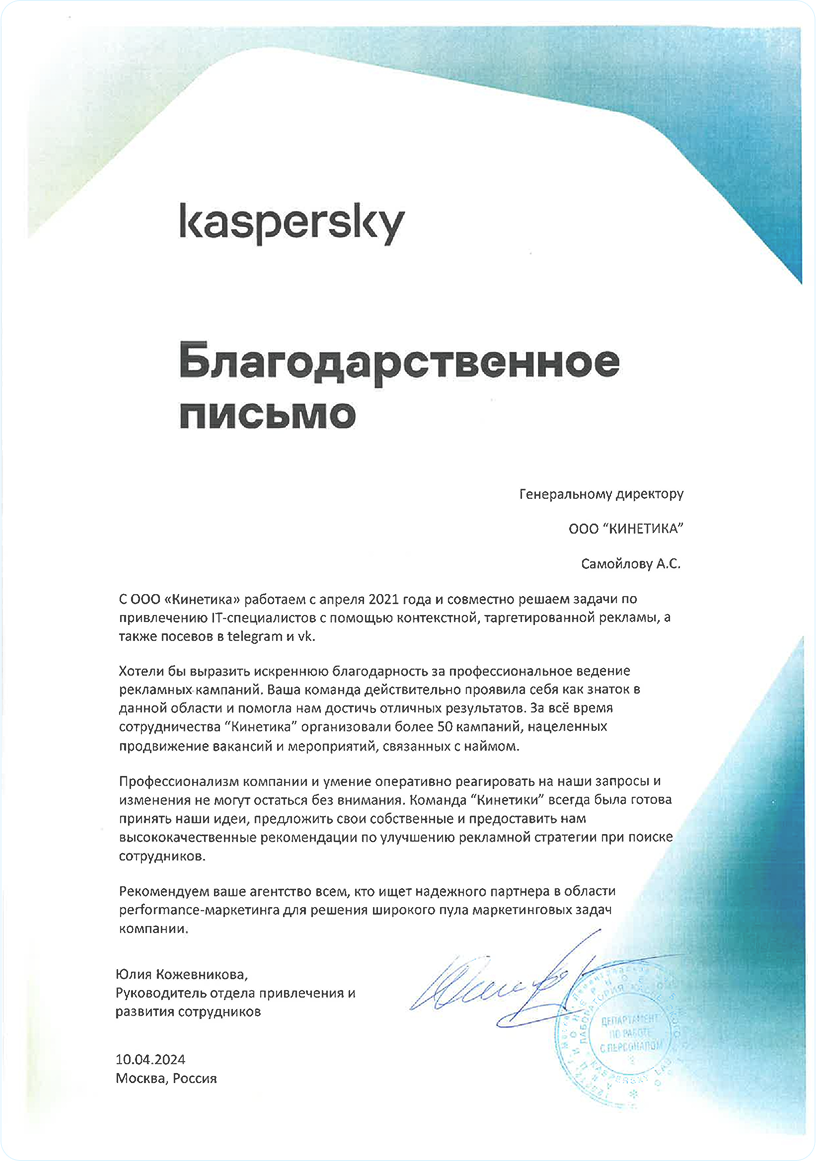 kaspersky
Благодарственное
письмо
Генеральному директору
ООО “КИНЕТИКА”
Самойлову А.С.
С ООО «Кинетика» работаем с апреля 2021 года и совместно решаем задачи по
привлечению IT-специалистов с помощью контекстной, таргетированной рекламы, а
также посевов в telegram и vk.
Хотели бы выразить искреннюю благодарность за профессиональное ведение
рекламных кампаний. Ваша команда действительно проявила себя как знаток в
данной области и помогла нам достичь отличных результатов. За всё время
сотрудничества “Кинетика” организовали более 50 кампаний, нацеленных
продвижение вакансий и мероприятий, связанных с наймом.
Профессионализм компании и умение оперативно реагировать на наши запросы и
изменения не могут остаться без внимания. Команда “Кинетики” всегда была готова
принять наши идеи, предложить свои собственные и предоставить нам
высококачественные рекомендации по улучшению рекламной стратегии при поиске
сотрудников.
Рекомендуем ваше агентство всем, кто ищет надежного партнера в области
performance-маркетинга для решения широкого пула маркетинговых задач
компании.
Юлия Кожевникова,
Руководитель отдела привлечения и
развития сотрудников
10.04.2024
Москва, Россия
ДЕПАРТАМЕНТ
ПО РАБОТЕ
С ПЕРСОНАЛОМ